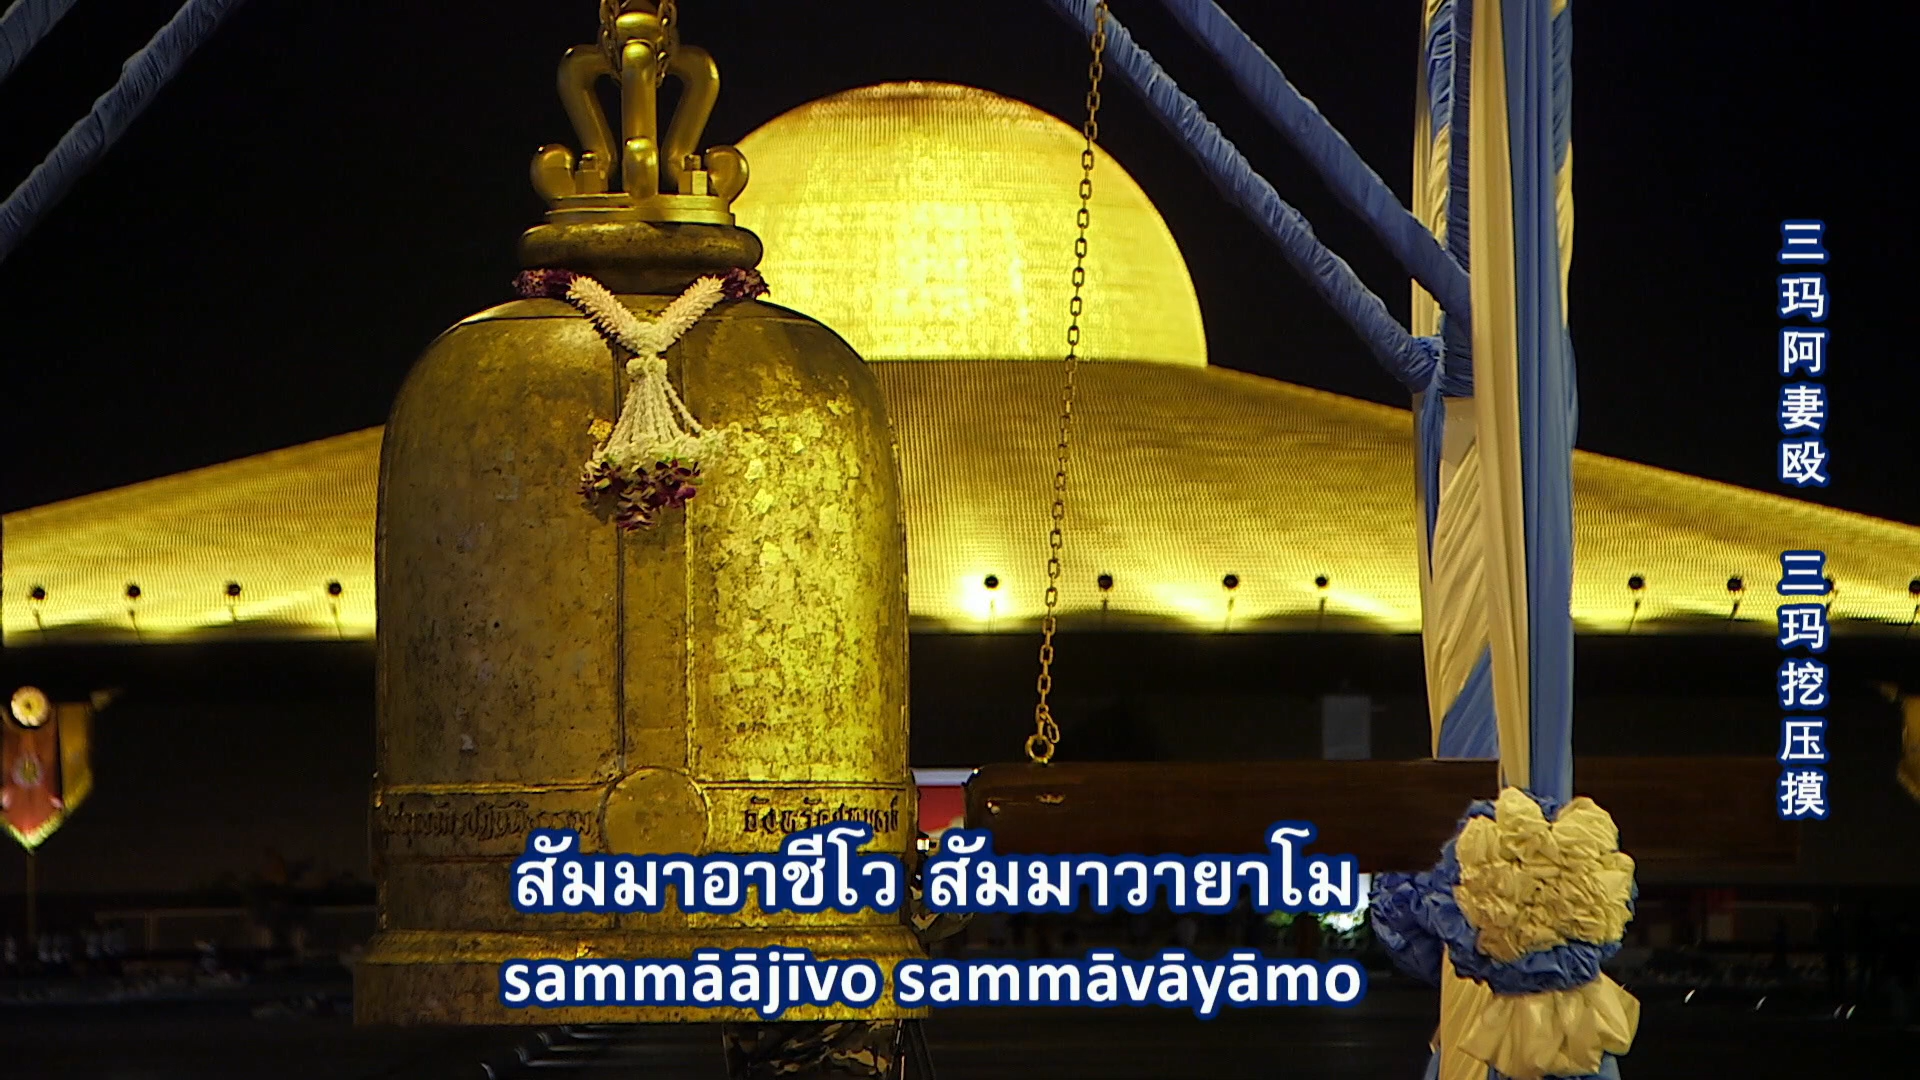 สัมมาอาชีโว สัมมาวายาโม
sammāājīvo sammāvāyāmo
三玛阿妻殴 三玛挖压摸